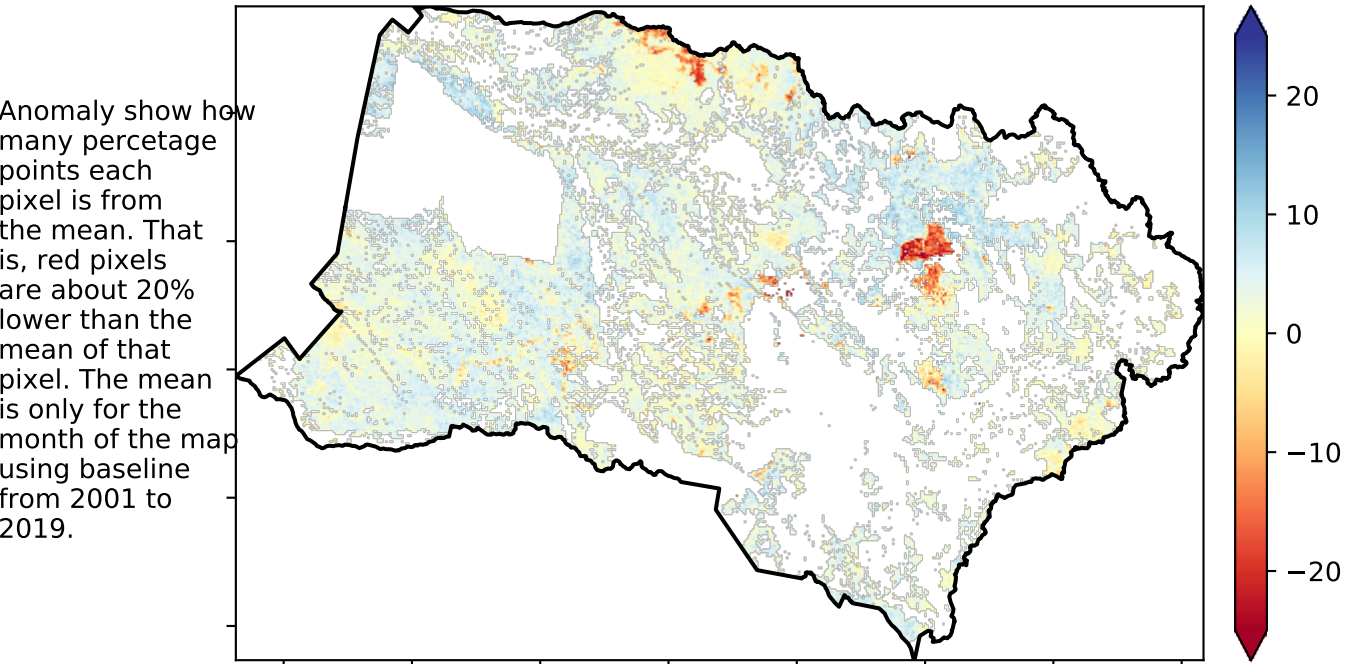 Anomaly show how
many percetage
points each
pixel is from
the mean. That
is, red pixels
are about 20%
lower than the
mean of that
pixel. The mean
is only for the
month of the map
using baseline
from 2001 to
2019.
20
10
0
−10
−20